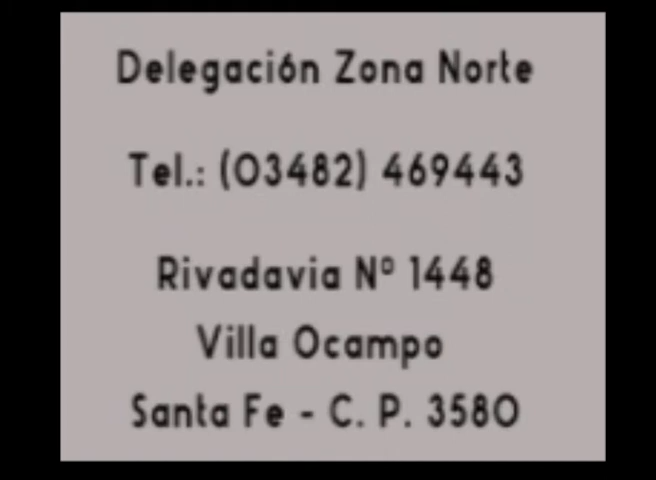 Delegación Zona Norte
Tel.: (03482) 469443
Rivadavia Nº 1448
Villa Ocampo
Santa Fe - C. P. 3580